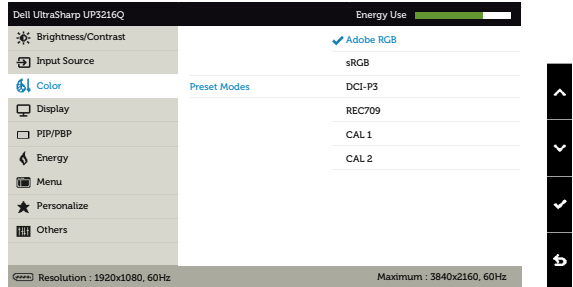 Dell UltraSharp UP3216Q Energy Use
Brightness/Contrast Adobe RGB
Input Source sRGB
Color Preset Modes DCI-P3
Display REC709
PIP/PBP CAL 1
Energy CAL 2
Menu
Personalize
Others
Resolution : 1920x1080, 60Hz Maximum : 3840x2160, 60Hz